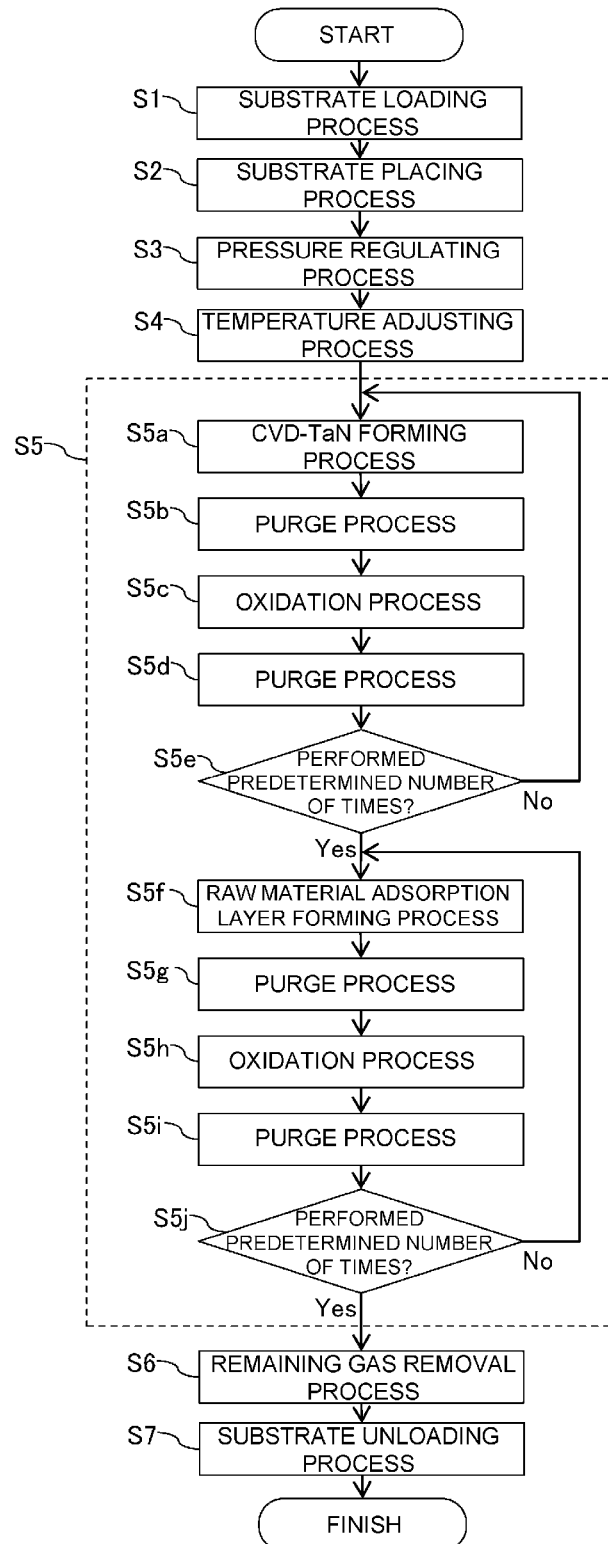 START
S1
SUBSTRATE LOADING
PROCESS
S2
SUBSTRATE PLACING
PROCESS
S3
PRESSURE REGULATING
PROCESS
S4
TEMPERATURE ADJUSTING
PROCESS
S5
S5a
CVD-TaN FORMING
PROCESS
S5b
PURGE PROCESS
S5c
OXIDATION PROCESS
S5d
PURGE PROCESS
S5e
PERFORMED
PREDETERMINED NUMBER
OF TIMES?
No
Yes
S5f
RAW MATERIAL ADSORPTION
LAYER FORMING PROCESS
S5g
PURGE PROCESS
S5h
OXIDATION PROCESS
S5i
PURGE PROCESS
S5j
PERFORMED
PREDETERMINED NUMBER
OF TIMES?
No
Yes
S6
REMAINING GAS REMOVAL
PROCESS
S7
SUBSTRATE UNLOADING
PROCESS
FINISH